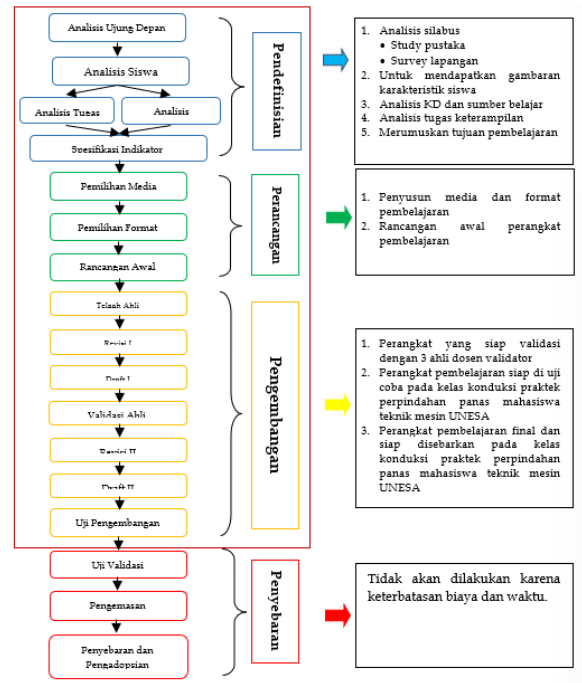 Analisis Ujung Depan
Analisis Siswa
Analisis Tugas
Analisis
Spesifikasi Indikator
Pendefinisian
1. Analisis silabus
• Study pustaka
• Survey lapangan
2. Untuk mendapatkan gambaran
karakteristik siswa
3. Analisis KD dan sumber belajar
4. Analisis tugas keterampilan
5. Merumuskan tujuan pembelajaran
Pemilihan Media
Pemilihan Format
Rancangan Awal
Perancangan
1. Penyusun media dan format
pembelajaran
2. Rancangan awal perangkat
pembelajaran
Telaah Ahli
Revisi I
Draft I
Validasi Ahli
Revisi II
Draft II
Uji Pengembangan
Pengembangan
1. Perangkat yang siap validasi
dengan 3 ahli dosen validator
2. Perangkat pembelajaran siap di uji
coba pada kelas konduksi praktek
perpindahan panas mahasiswa
teknik mesin UNESA
3. Perangkat pembelajaran final dan
siap disebarkan pada kelas
konduksi praktek perpindahan
panas mahasiswa teknik mesin
UNESA
Uji Validasi
Pengemasan
Penyebaran dan
Pengadopsian
Penyebaran
Tidak akan dilakukan karena
keterbatasan biaya dan waktu.